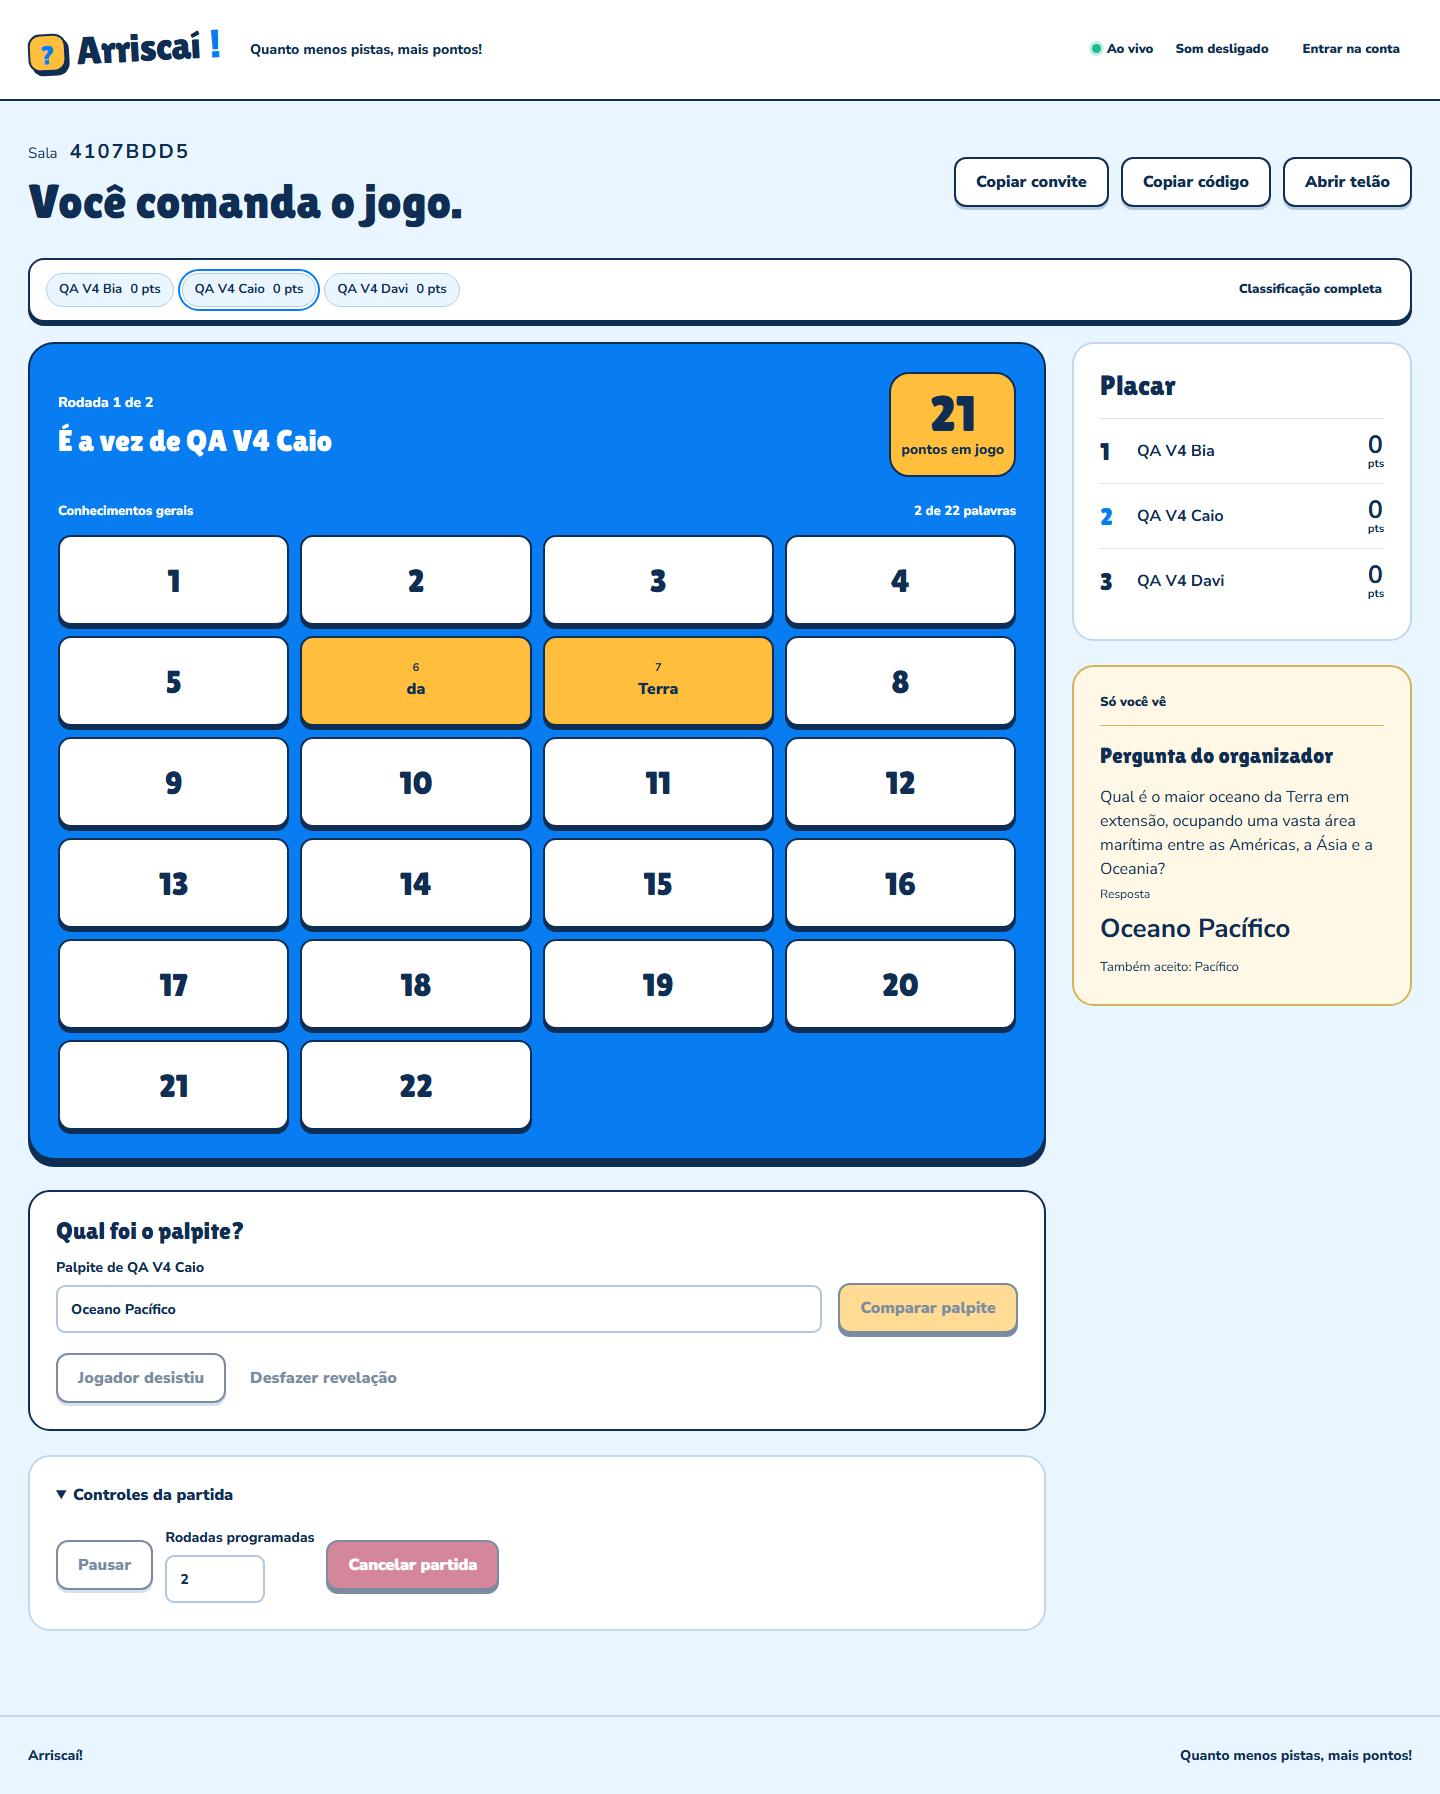 ? Arriscaí !
Quanto menos pistas, mais pontos!
Ao vivo
Som desligado
Entrar na conta
Sala 4107BDD5
Você comanda o jogo.
Copiar convite
Copiar código
Abrir telão
QA V4 Bia 0 pts
QA V4 Caio 0 pts
QA V4 Davi 0 pts
Classificação completa
Rodada 1 de 2
É a vez de QA V4 Caio
21
pontos em jogo
Conhecimentos gerais
2 de 22 palavras
1
2
3
4
5
6
da
7
Terra
8
9
10
11
12
13
14
15
16
17
18
19
20
21
22
Placar
1 QA V4 Bia 0 pts
2 QA V4 Caio 0 pts
3 QA V4 Davi 0 pts
Só você vê
Pergunta do organizador
Qual é o maior oceano da Terra em
extensão, ocupando uma vasta área
marítima entre as Américas, a Ásia e a
Oceania?
Resposta
Oceano Pacífico
Também aceito: Pacífico
Qual foi o palpite?
Palpite de QA V4 Caio
Oceano Pacífico
Comparar palpite
Jogador desistiu
Desfazer revelação
Controles da partida
Pausar
Rodadas programadas
2
Cancelar partida
Arriscaí!
Quanto menos pistas, mais pontos!